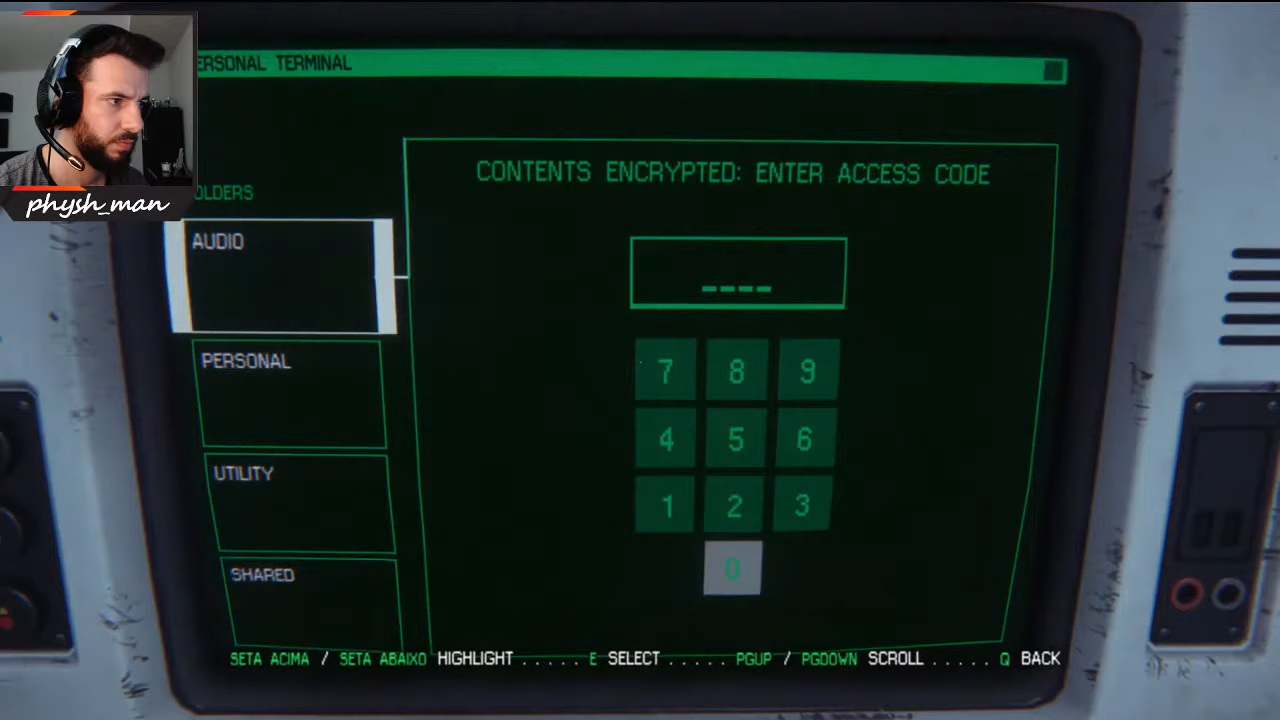 ERSONAL TERMINAL
physh_man
OLDERS
CONTENTS ENCRYPTED: ENTER ACCESS CODE
AUDIO
PERSONAL
UTILITY
SHARED
7 8 9
4 5 6
1 2 3
0
SETA ACIMA / SETA ABAIXO HIGHLIGHT ..... E SELECT ..... PGUP / PGDOWN SCROLL ..... Q BACK